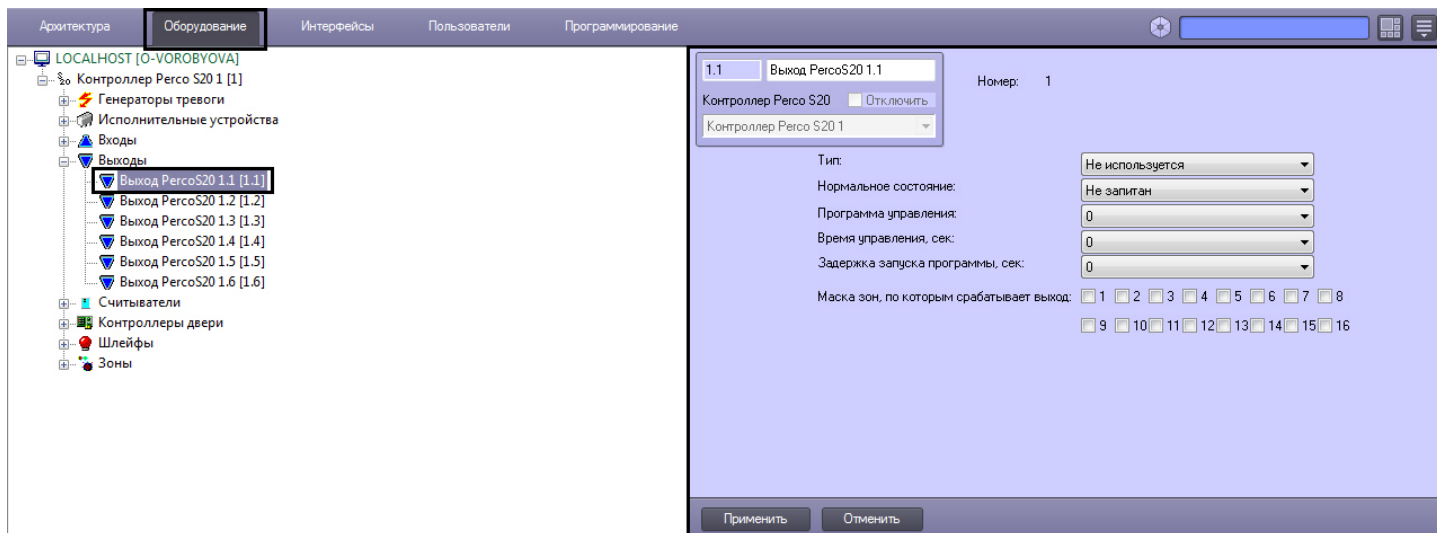 Архитектура Оборудование Интерфейсы Пользователи Программирование
LOCALHOST [O-VOROBYOVA]
Контроллер Perco S20 1 [1]
Генераторы тревоги
Исполнительные устройства
Входы
Выходы
Выход PercoS20 1.1 [1.1]
Выход PercoS20 1.2 [1.2]
Выход PercoS20 1.3 [1.3]
Выход PercoS20 1.4 [1.4]
Выход PercoS20 1.5 [1.5]
Выход PercoS20 1.6 [1.6]
Считыватели
Контроллеры двери
Шлейфы
Зоны
1.1 Выход PercoS20 1.1
Номер: 1
Контроллер Perco S20 Отключить
Контроллер Perco S20 1
Тип: Не используется
Нормальное состояние: Не запитан
Программа управления: 0
Время управления, сек: 0
Задержка запуска программы, сек: 0
Маска зон, по которым срабатывает выход: 1 2 3 4 5 6 7 8
9 10 11 12 13 14 15 16
Применить Отменить